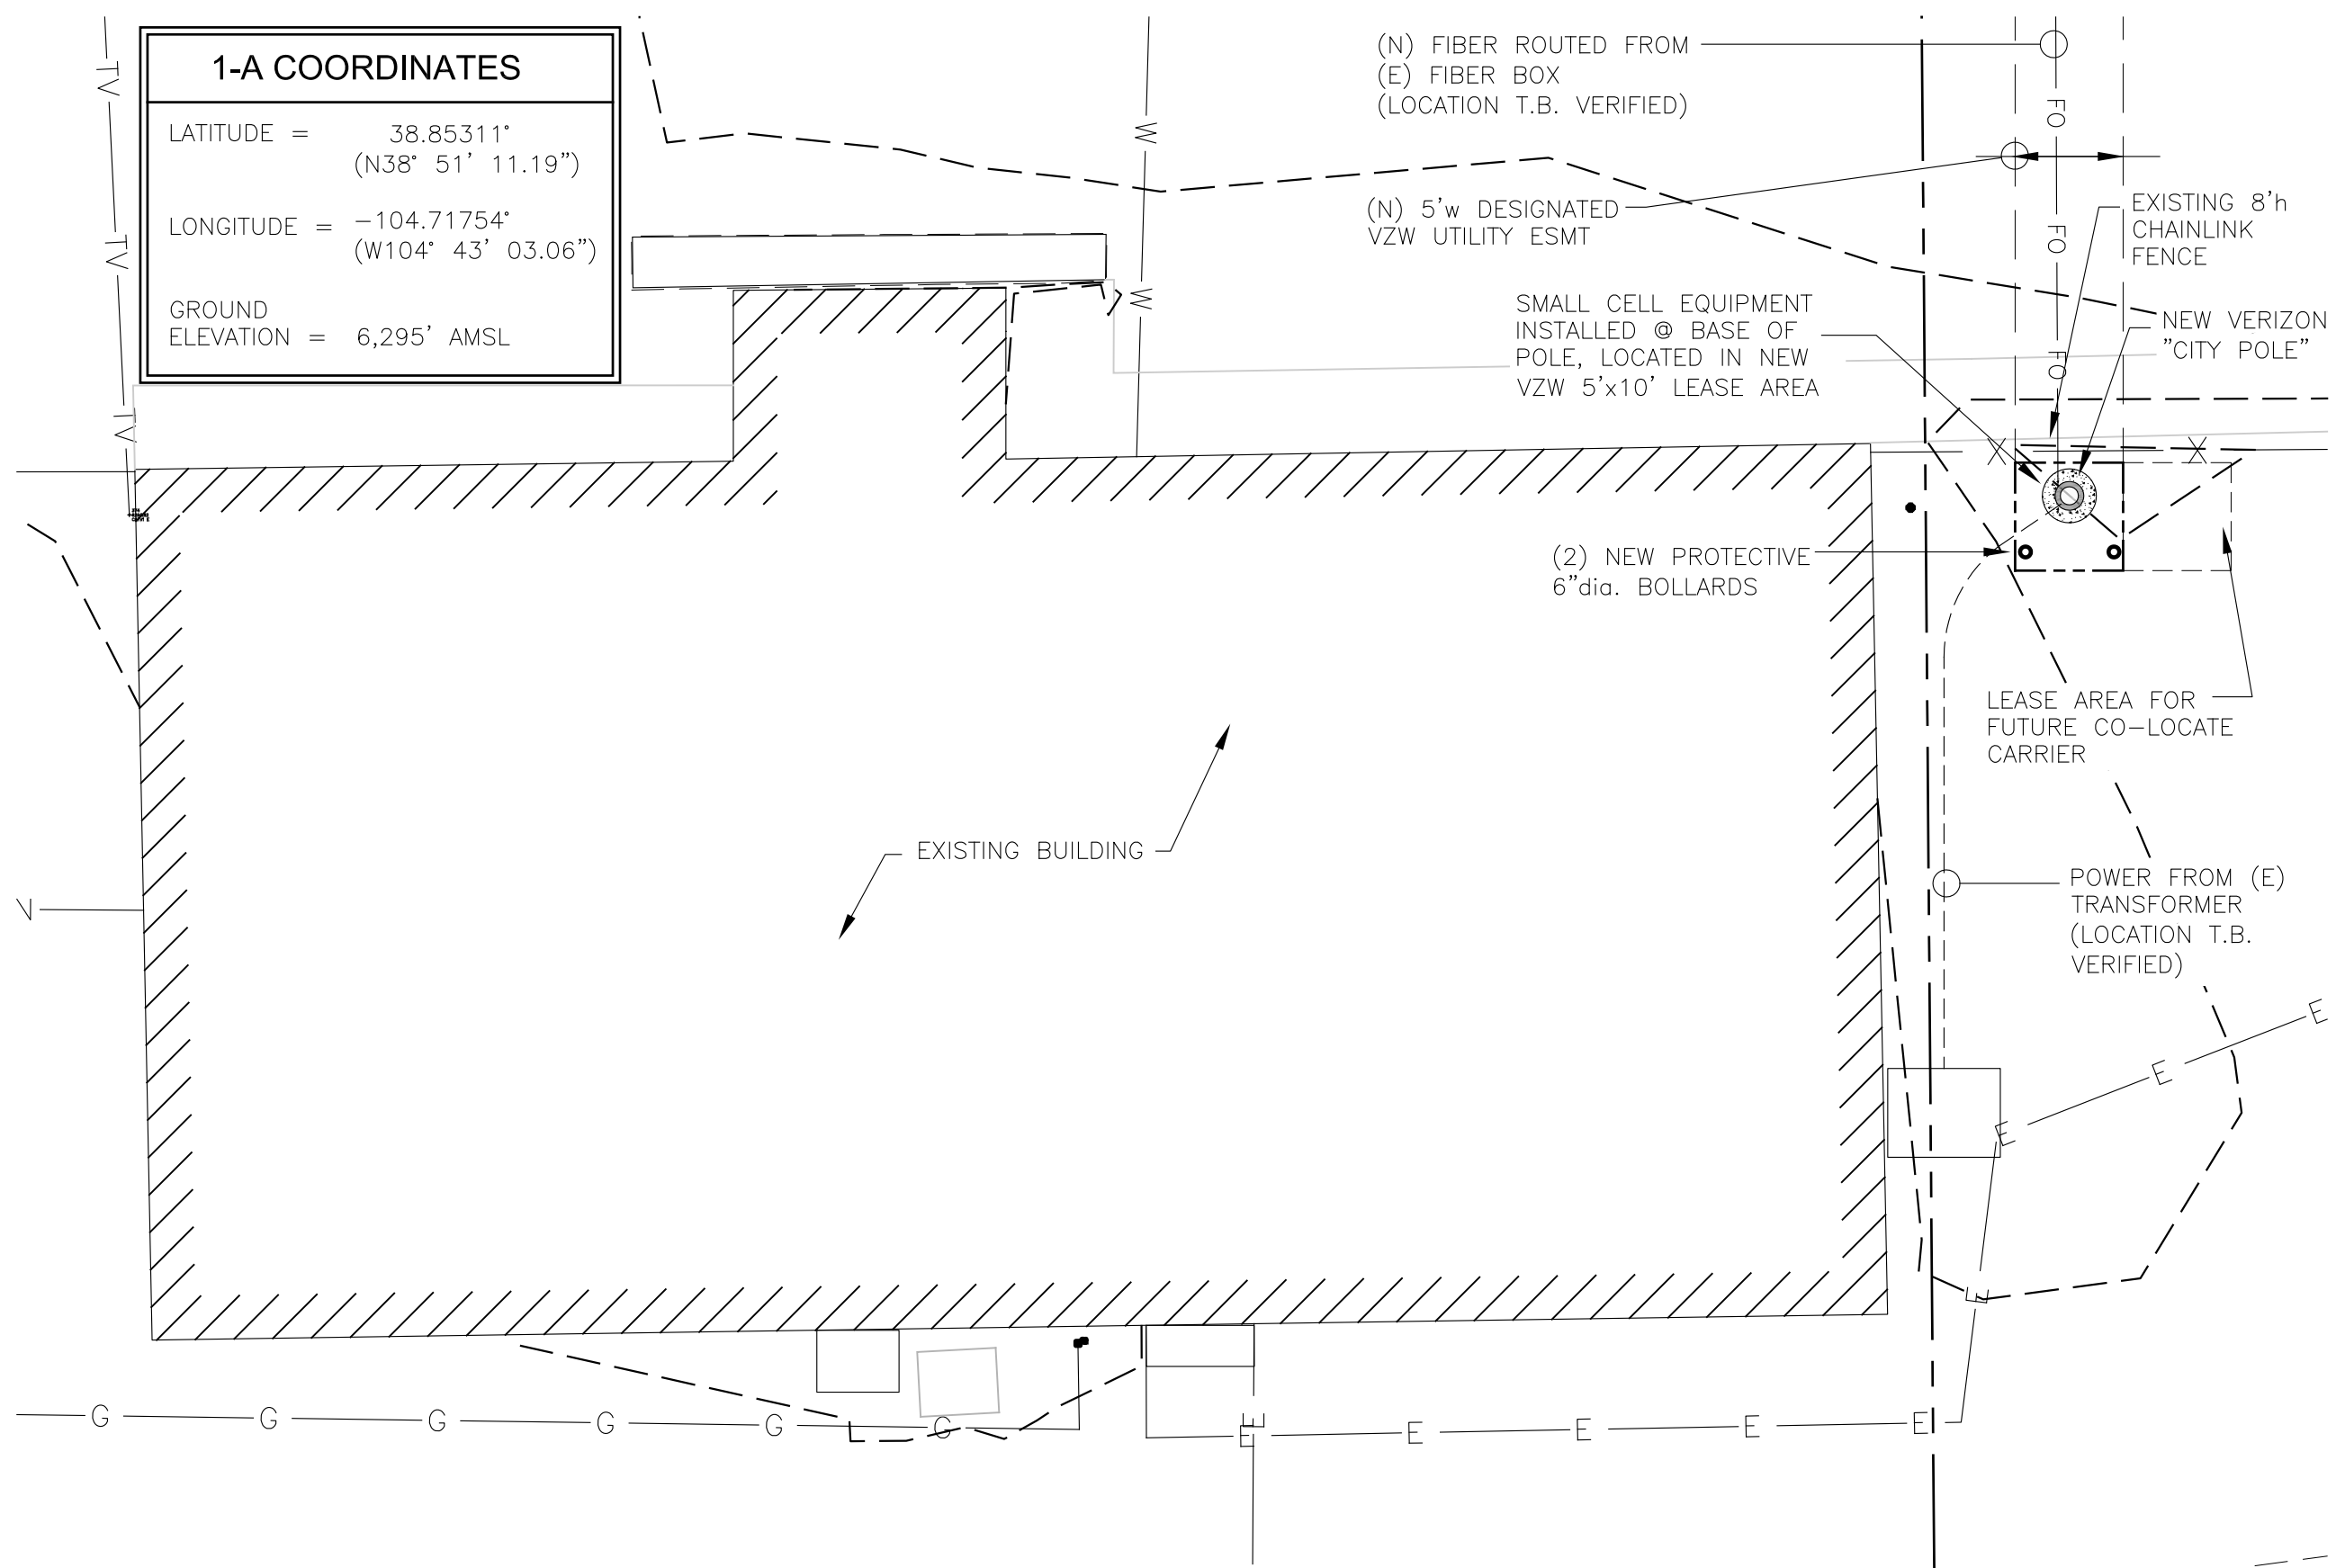 1-A COORDINATES
LATITUDE = 38.85311°
(N38° 51' 11.19")
LONGITUDE = -104.71754°
(W104° 43' 03.06")
GROUND
ELEVATION = 6,295' AMSL
(N) FIBER ROUTED FROM
(E) FIBER BOX
(LOCATION T.B. VERIFIED)
(N) 5'w DESIGNATED
VZW UTILITY ESMT
EXISTING 8'h
CHAINLINK
FENCE
SMALL CELL EQUIPMENT
INSTALLED @ BASE OF
POLE, LOCATED IN NEW
VZW 5'x10' LEASE AREA
NEW VERIZON
"CITY POLE"
(2) NEW PROTECTIVE
6"dia. BOLLARDS
LEASE AREA FOR
FUTURE CO-LOCATE
CARRIER
EXISTING BUILDING
POWER FROM (E)
TRANSFORMER
(LOCATION T.B.
VERIFIED)
TV
TV
TV
W
W
FO
FO
FO
X
X
E
E
E
E
G
G
G
G
G
G
E
E
E
E
E
E